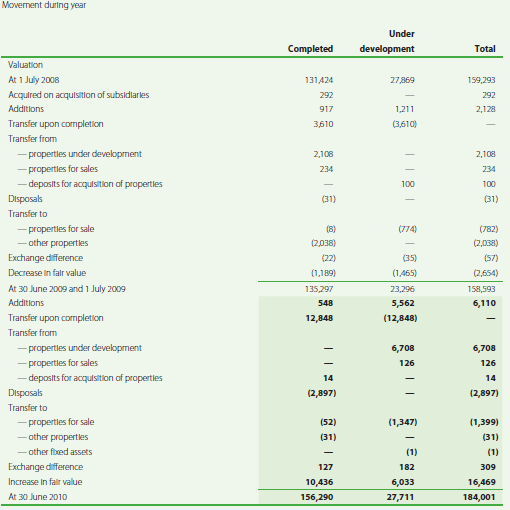 Movement during year
Under
Completed development Total
Valuation
At 1 July 2008 131,424 27,869 159,293
Acquired on acquisition of subsidiaries 292 — 292
Additions 917 1,211 2,128
Transfer upon completion 3,610 (3,610) —
Transfer from
— properties under development 2,108 — 2,108
— properties for sales 234 — 234
— deposits for acquisition of properties — 100 100
Disposals (31) — (31)
Transfer to
— properties for sale (8) (774) (782)
— other properties (2,038) — (2,038)
Exchange difference (22) (35) (57)
Decrease in fair value (1,189) (1,465) (2,654)
At 30 June 2009 and 1 July 2009 135,297 23,296 158,593
Additions 548 5,562 6,110
Transfer upon completion 12,848 (12,848) —
Transfer from
— properties under development — 6,708 6,708
— properties for sales — 126 126
— deposits for acquisition of properties 14 — 14
Disposals (2,897) — (2,897)
Transfer to
— properties for sale (52) (1,347) (1,399)
— other properties (31) — (31)
— other fixed assets — (1) (1)
Exchange difference 127 182 309
Increase in fair value 10,436 6,033 16,469
At 30 June 2010 156,290 27,711 184,001